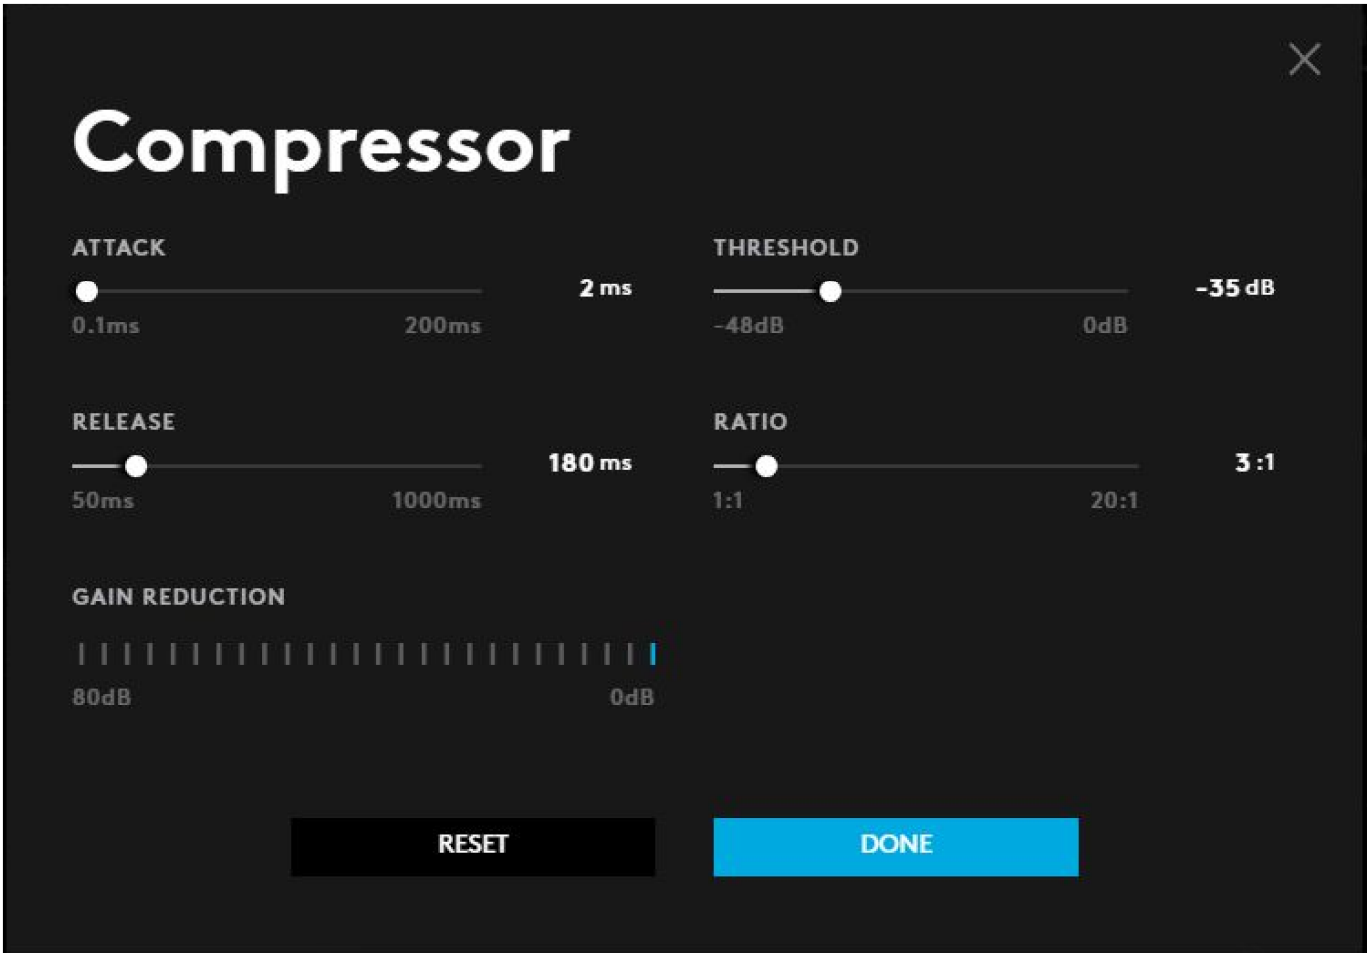 Compressor
ATTACK
2 ms
0.1ms 200ms
THRESHOLD
-35 dB
-48dB 0dB
RELEASE
180 ms
50ms 1000ms
RATIO
3 :1
1:1 20:1
GAIN REDUCTION
80dB 0dB
RESET
DONE